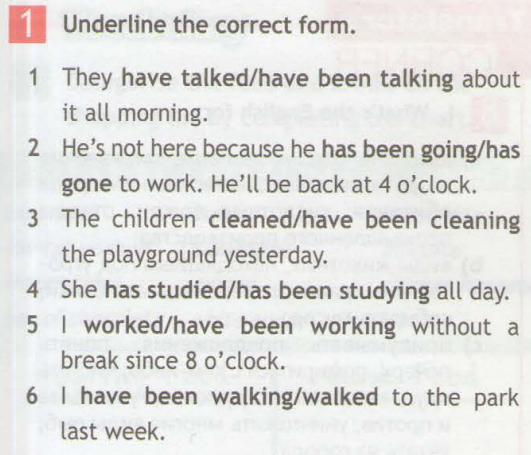 1 Underline the correct form.
1 They have talked/have been talking about
it all morning.
2 He's not here because he has been going/has
gone to work. He'll be back at 4 o'clock.
3 The children cleaned/have been cleaning
the playground yesterday.
4 She has studied/has been studying all day.
5 I worked/have been working without a
break since 8 o'clock.
6 I have been walking/walked to the park
last week.